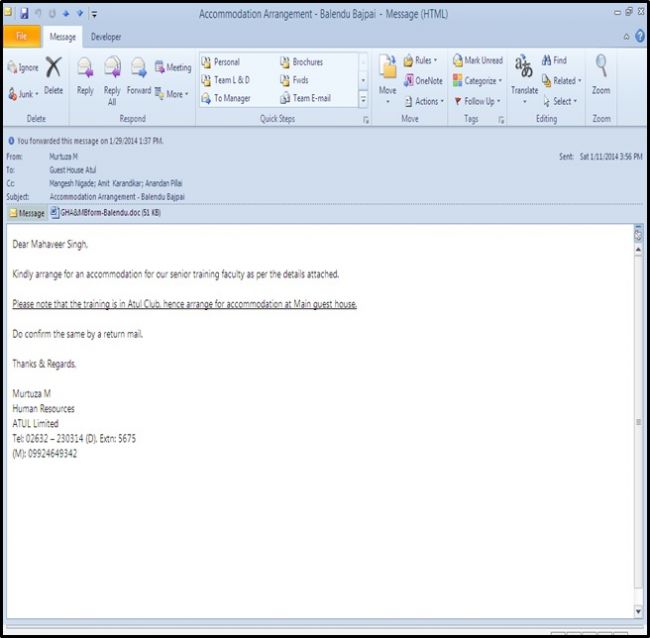 Accommodation Arrangement - Balendu Bajpai - Message (HTML)
File Message Developer
Ignore Delete Reply Reply All Forward Meeting Personal Brochures Move Rules Mark Unread Translate Find Zoom
Junk More Team L & D Fwds OneNote Categorize Related
To Manager Team E-mail Actions Follow Up Select
Delete Respond Quick Steps Move Tags Editing Zoom
You forwarded this message on 1/29/2014 1:37 PM.
From: Murtuza M Sent: Sat 1/11/2014 3:56 PM
To: Guest House Atul
Cc: Mangesh Nigade; Amit Karandikar; Anandan Pillai
Subject: Accommodation Arrangement - Balendu Bajpai
Message GHA&MBform-Balendu.doc (51 KB)
Dear Mahaveer Singh,
Kindly arrange for an accommodation for our senior training faculty as per the details attached.
Please note that the training is in Atul Club, hence arrange for accommodation at Main guest house.
Do confirm the same by a return mail.
Thanks & Regards,
Murtuza M
Human Resources
ATUL Limited
Tel: 02632 – 230314 (D). Extn: 5675
(M): 09924649342